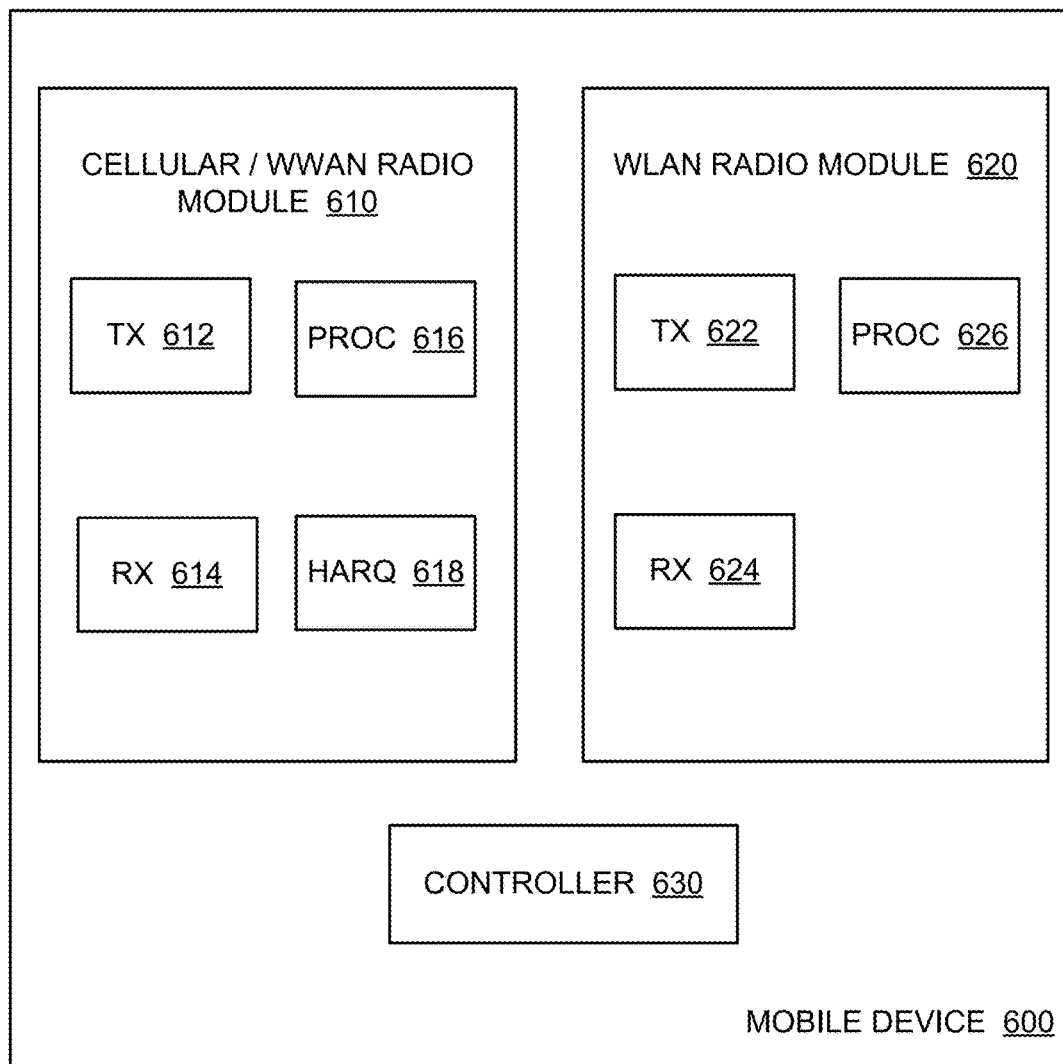 CELLULAR / WWAN RADIO
MODULE 610
TX 612
PROC 616
RX 614
HARQ 618
WLAN RADIO MODULE 620
TX 622
PROC 626
RX 624
CONTROLLER 630
MOBILE DEVICE 600